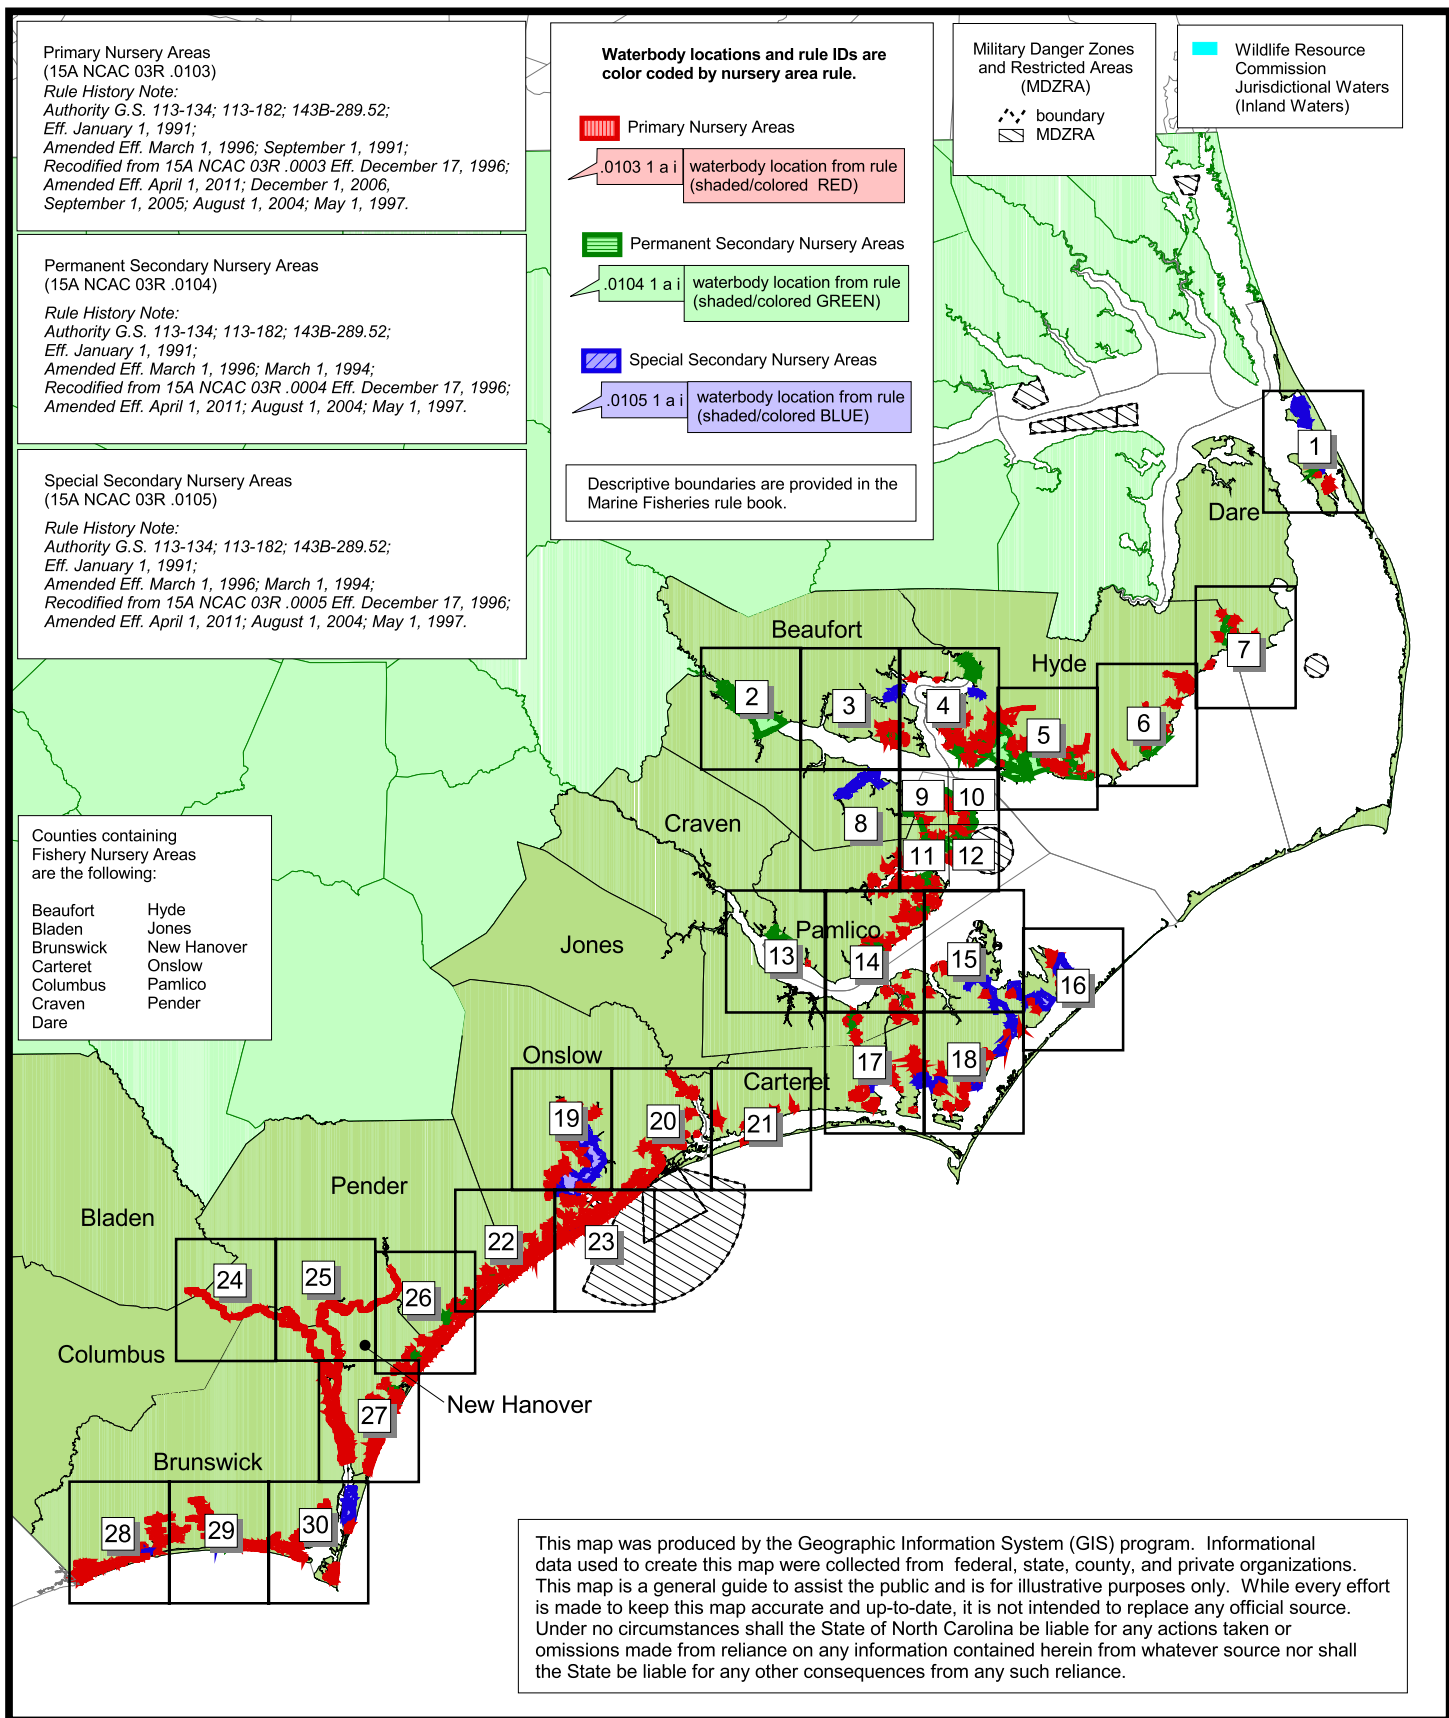 Primary Nursery Areas
(15A NCAC 03R .0103)
Rule History Note:
Authority G.S. 113-134; 113-182; 143B-289.52;
Eff. January 1, 1991;
Amended Eff. March 1, 1996; September 1, 1991;
Recodified from 15A NCAC 03R .0003 Eff. December 17, 1996;
Amended Eff. April 1, 2011; December 1, 2006,
September 1, 2005; August 1, 2004; May 1, 1997.
Permanent Secondary Nursery Areas
(15A NCAC 03R .0104)
Rule History Note:
Authority G.S. 113-134; 113-182; 143B-289.52;
Eff. January 1, 1991;
Amended Eff. March 1, 1996; March 1, 1994;
Recodified from 15A NCAC 03R .0004 Eff. December 17, 1996;
Amended Eff. April 1, 2011; August 1, 2004; May 1, 1997.
Special Secondary Nursery Areas
(15A NCAC 03R .0105)
Rule History Note:
Authority G.S. 113-134; 113-182; 143B-289.52;
Eff. January 1, 1991;
Amended Eff. March 1, 1996; March 1, 1994;
Recodified from 15A NCAC 03R .0005 Eff. December 17, 1996;
Amended Eff. April 1, 2011; August 1, 2004; May 1, 1997.
Waterbody locations and rule IDs are
color coded by nursery area rule.
Primary Nursery Areas
.0103 1 a i
waterbody location from rule
(shaded/colored  RED)
Permanent Secondary Nursery Areas
.0104 1 a i
waterbody location from rule
(shaded/colored GREEN)
Special Secondary Nursery Areas
.0105 1 a i
waterbody location from rule
(shaded/colored BLUE)
Descriptive boundaries are provided in the
Marine Fisheries rule book.
Military Danger Zones
and Restricted Areas
(MDZRA)
boundary
MDZRA
Wildlife Resource
Commission
Jurisdictional Waters
(Inland Waters)
1
Dare
Beaufort
Hyde
7
2
3
4
5
6
Craven
8
9
10
11
12
Counties containing
Fishery Nursery Areas
are the following:
Beaufort
Bladen
Brunswick
Carteret
Columbus
Craven
Dare
Hyde
Jones
New Hanover
Onslow
Pamlico
Pender
Jones
Pamlico
13
14
15
16
Onslow
17
18
Carteret
19
20
21
Pender
Bladen
22
23
24
25
26
Columbus
New Hanover
27
Brunswick
28
29
30
This map was produced by the Geographic Information System (GIS) program.  Informational
data used to create this map were collected from  federal, state, county, and private organizations.
This map is a general guide to assist the public and is for illustrative purposes only.  While every effort
is made to keep this map accurate and up-to-date, it is not intended to replace any official source.
Under no circumstances shall the State of North Carolina be liable for any actions taken or
omissions made from reliance on any information contained herein from whatever source nor shall
the State be liable for any other consequences from any such reliance.